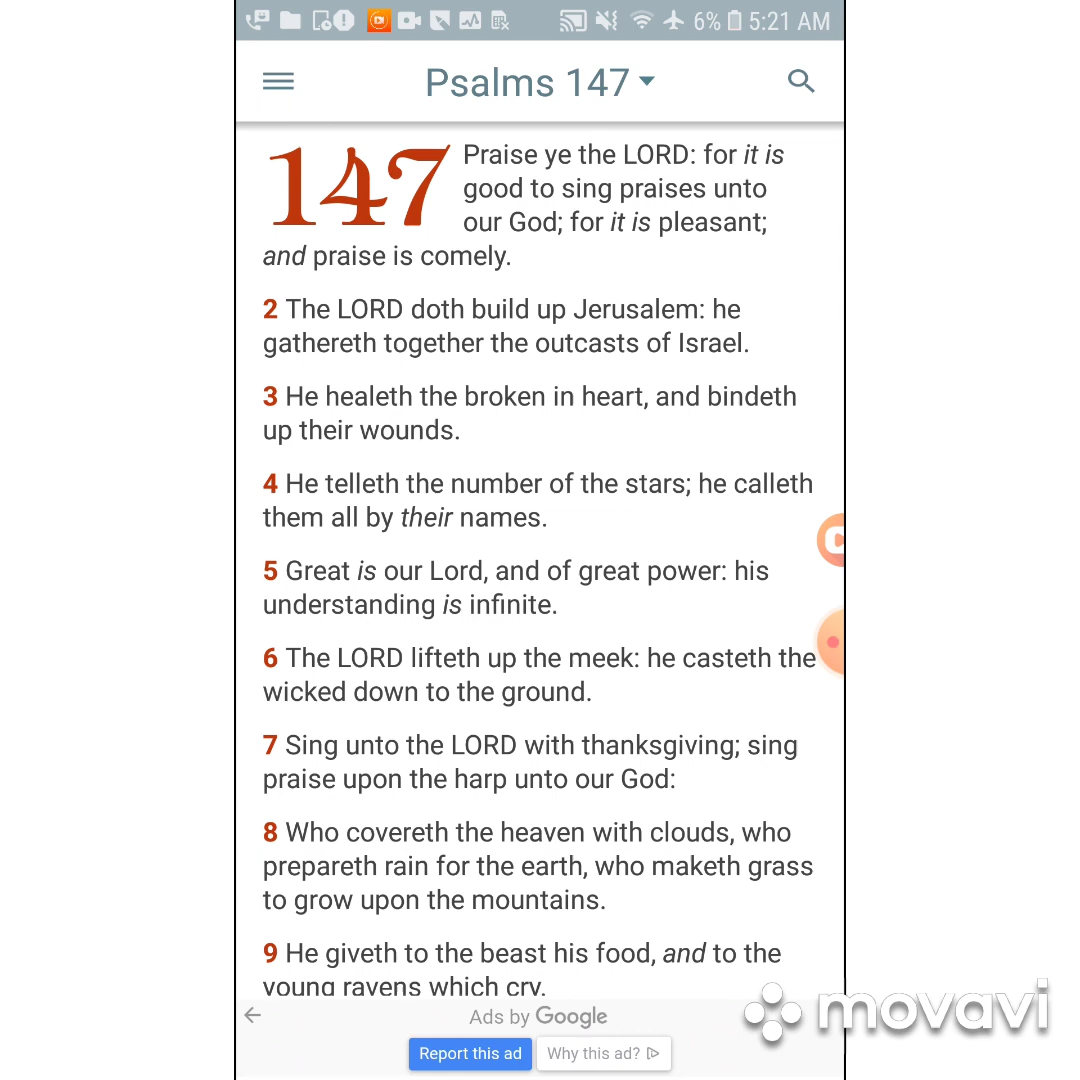 6% 5:21 AM
Psalms 147
147 Praise ye the LORD: for it is
good to sing praises unto
our God; for it is pleasant;
and praise is comely.
2 The LORD doth build up Jerusalem: he
gathereth together the outcasts of Israel.
3 He healeth the broken in heart, and bindeth
up their wounds.
4 He telleth the number of the stars; he calleth
them all by their names.
5 Great is our Lord, and of great power: his
understanding is infinite.
6 The LORD lifteth up the meek: he casteth the
wicked down to the ground.
7 Sing unto the LORD with thanksgiving; sing
praise upon the harp unto our God:
8 Who covereth the heaven with clouds, who
prepareth rain for the earth, who maketh grass
to grow upon the mountains.
9 He giveth to the beast his food, and to the
young ravens which cry.
Ads by Google
Report this ad Why this ad?
movavi